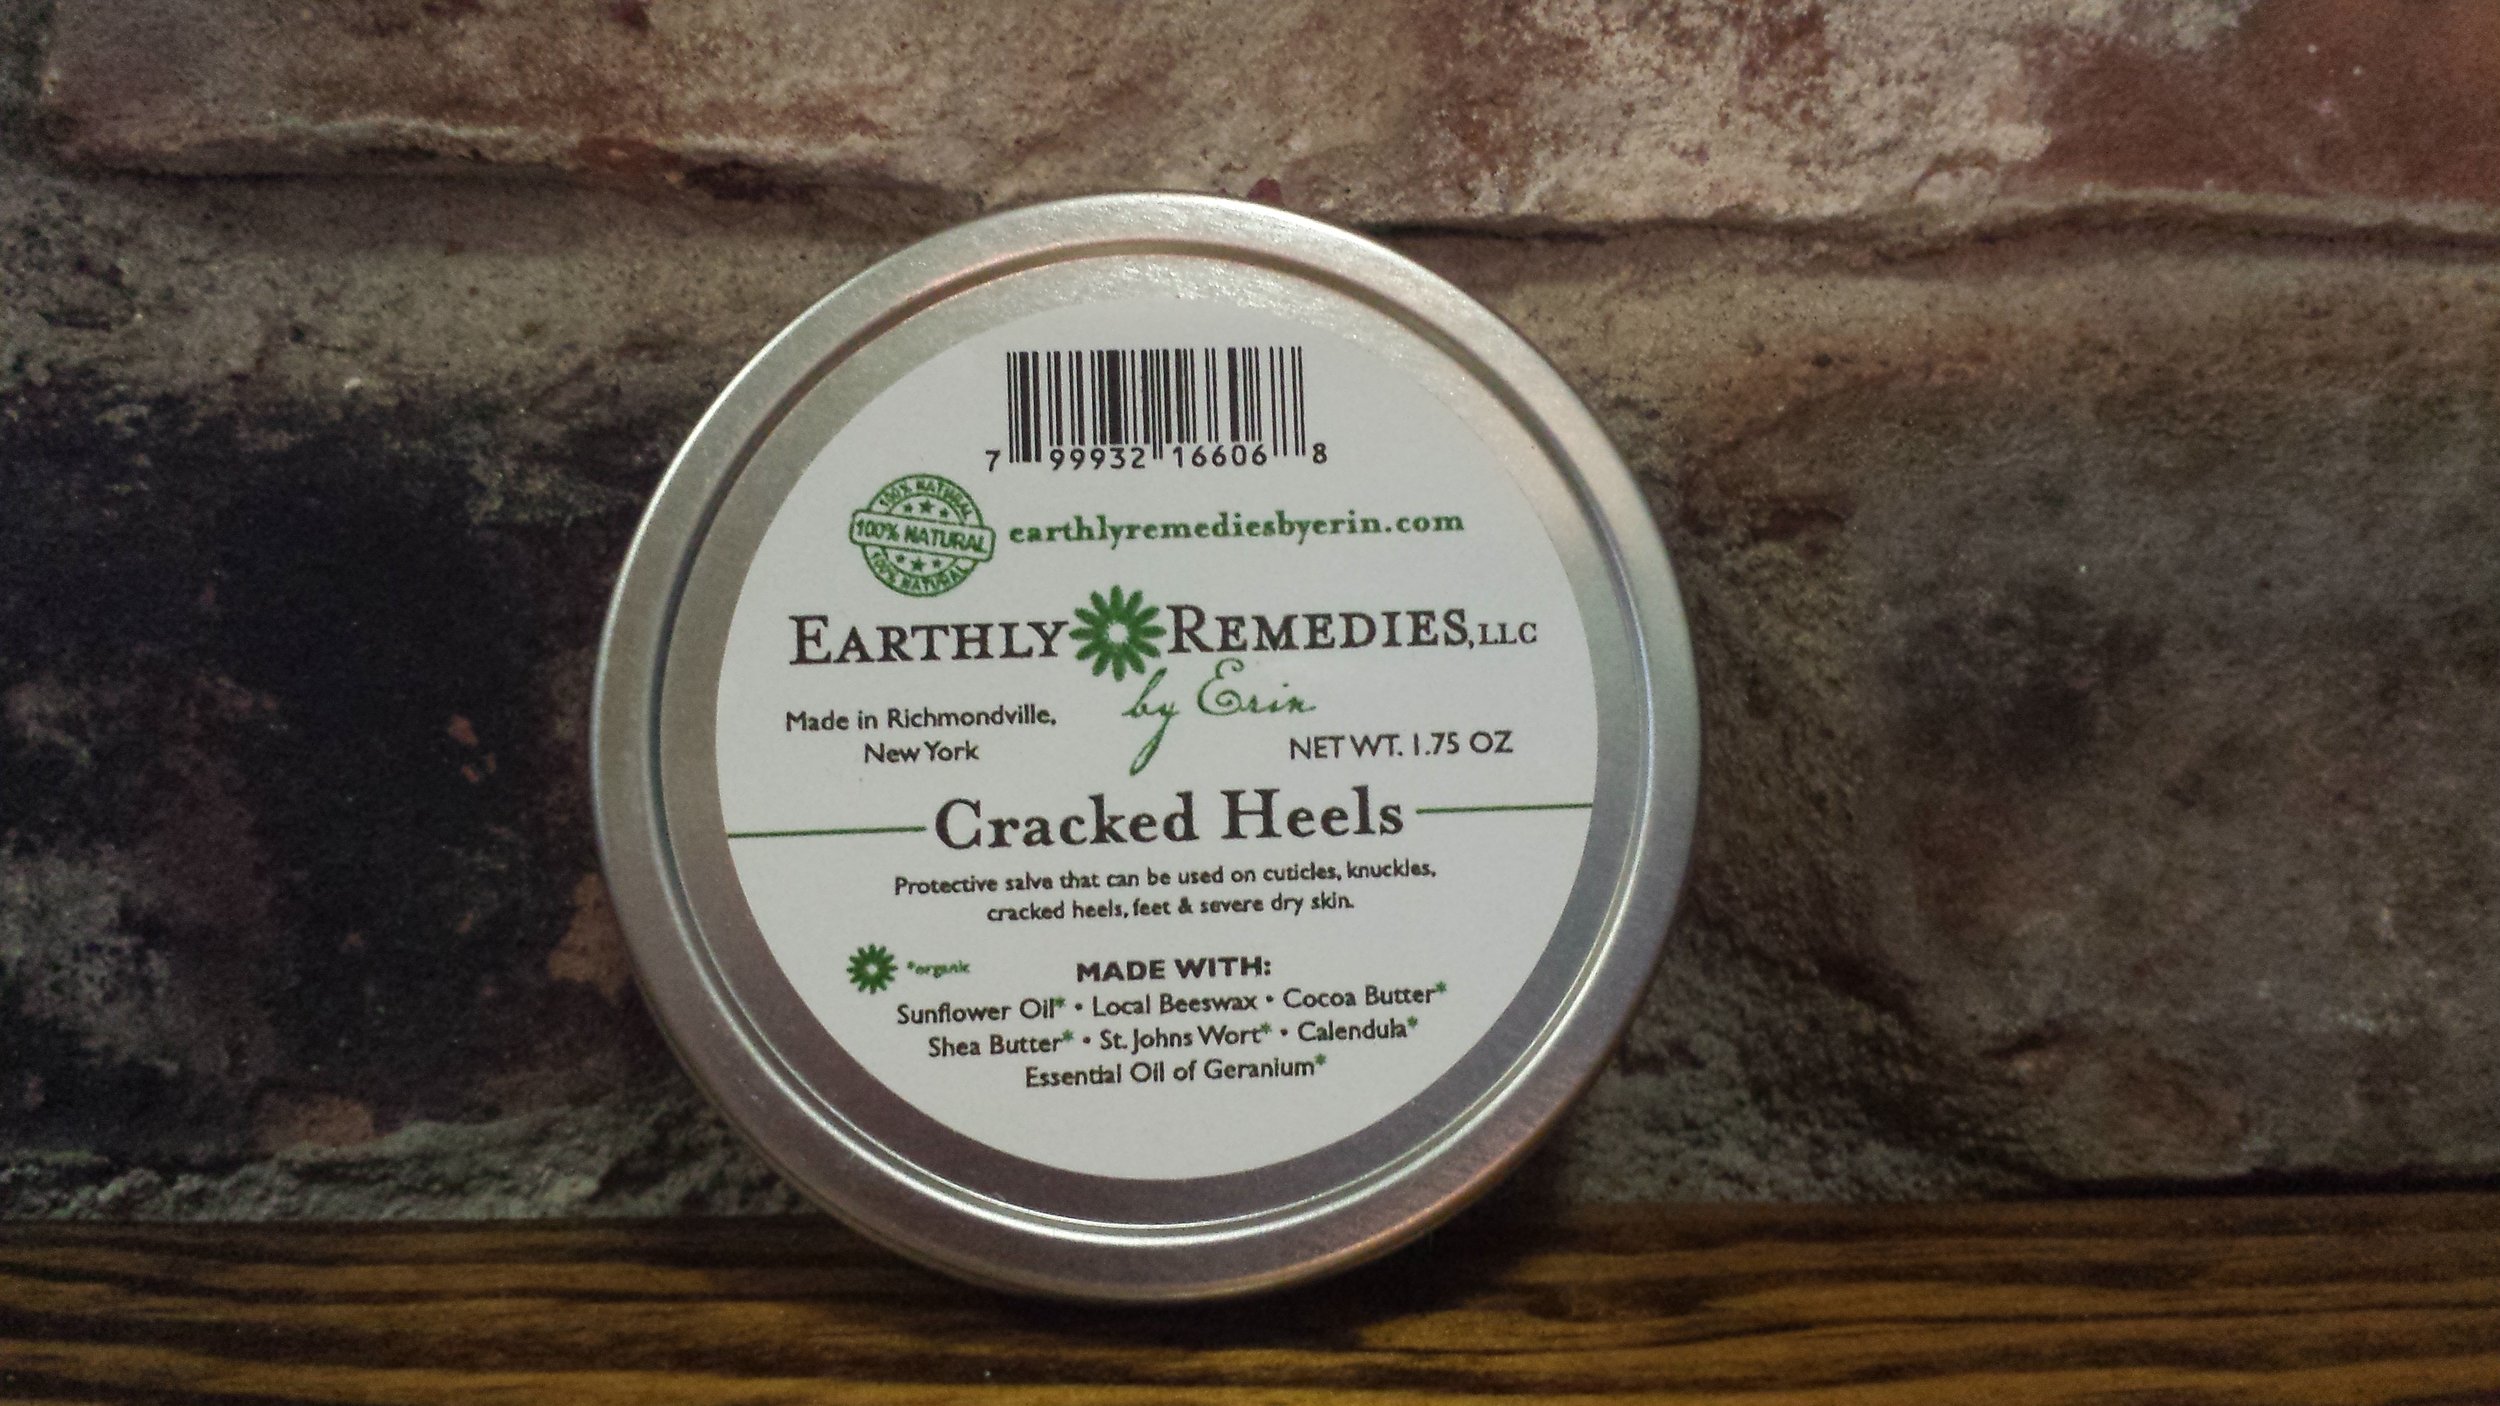 7 99932 16606 8
100% NATURAL
100% NATURAL
100% NATURAL
earthlyremediesbyerin.com
EARTHLY REMEDIES, LLC
by Erin
Made in Richmondville,
New York
NET WT. 1.75 OZ
Cracked Heels
Protective salve that can be used on cuticles, knuckles,
cracked heels, feet & severe dry skin.
*organic
MADE WITH:
Sunflower Oil* • Local Beeswax • Cocoa Butter*
Shea Butter* • St. Johns Wort* • Calendula*
Essential Oil of Geranium*